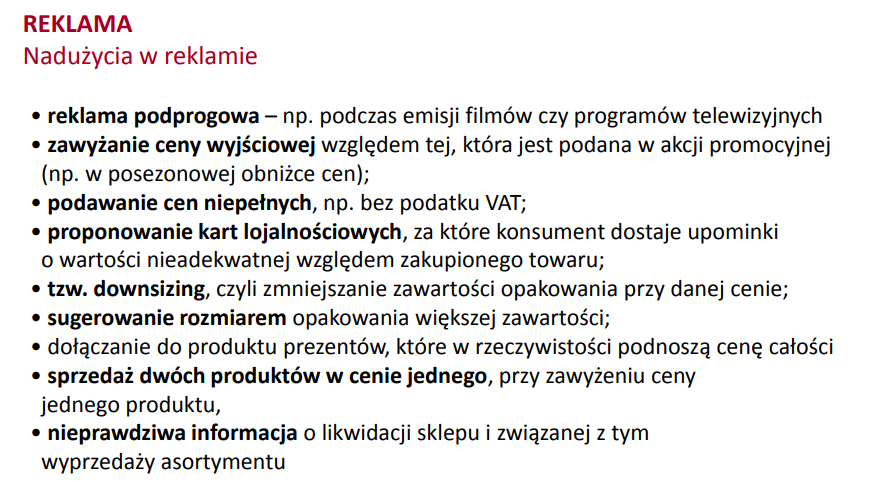 REKLAMA
Nadużycia w reklamie
• reklama podprogowa – np. podczas emisji filmów czy programów telewizyjnych
• zawyżanie ceny wyjściowej względem tej, która jest podana w akcji promocyjnej
(np. w posezonowej obniżce cen);
• podawanie cen niepełnych, np. bez podatku VAT;
• proponowanie kart lojalnościowych, za które konsument dostaje upominki
o wartości nieadekwatnej względem zakupionego towaru;
• tzw. downsizing, czyli zmniejszanie zawartości opakowania przy danej cenie;
• sugerowanie rozmiarem opakowania większej zawartości;
• dołączanie do produktu prezentów, które w rzeczywistości podnoszą cenę całości
• sprzedaż dwóch produktów w cenie jednego, przy zawyżeniu ceny
jednego produktu,
• nieprawdziwa informacja o likwidacji sklepu i związanej z tym
wyprzedaży asortymentu